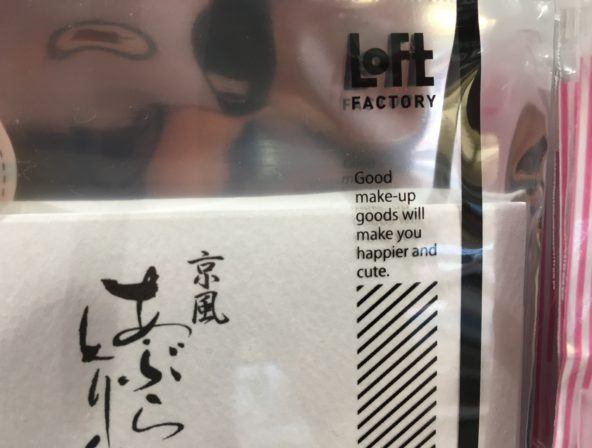 LoFt
FACTORY
Good
make-up
goods will
make you
happier and
cute.
京風
あぶら
とり